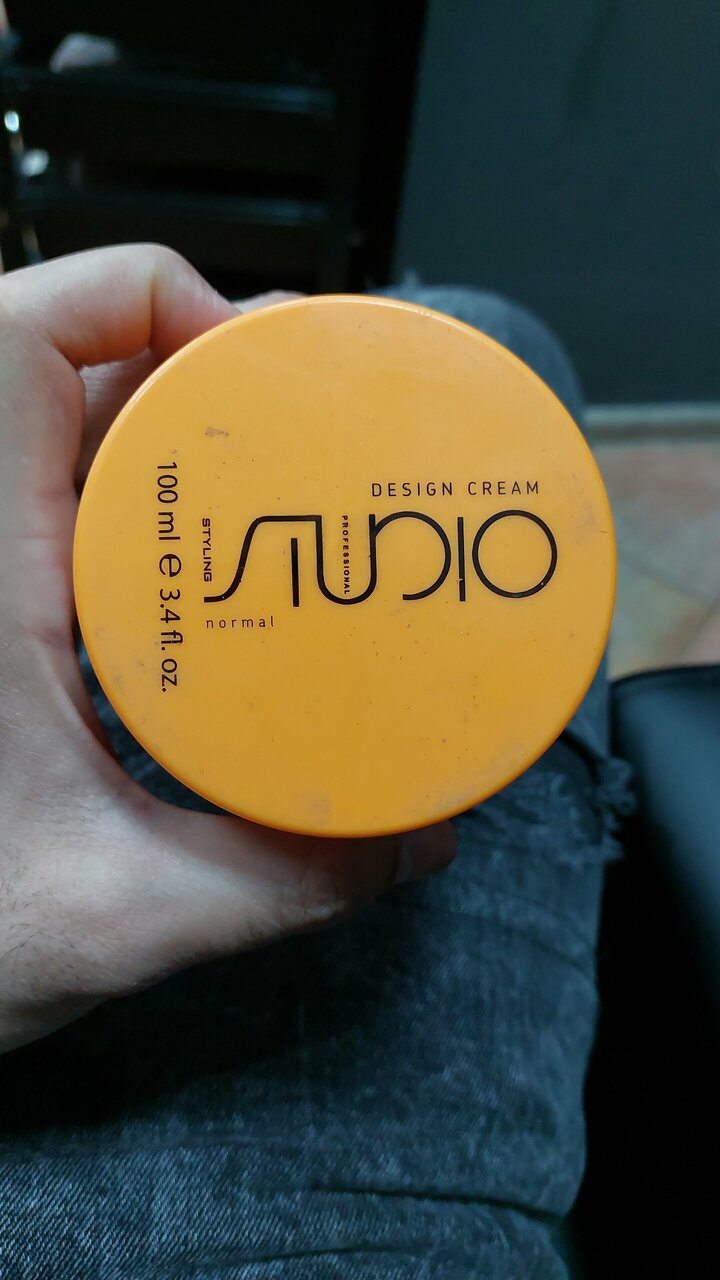 DESIGN CREAM
STUDIO
PROFESSIONAL
STYLING
normal
100 ml e 3.4 fl. oz.